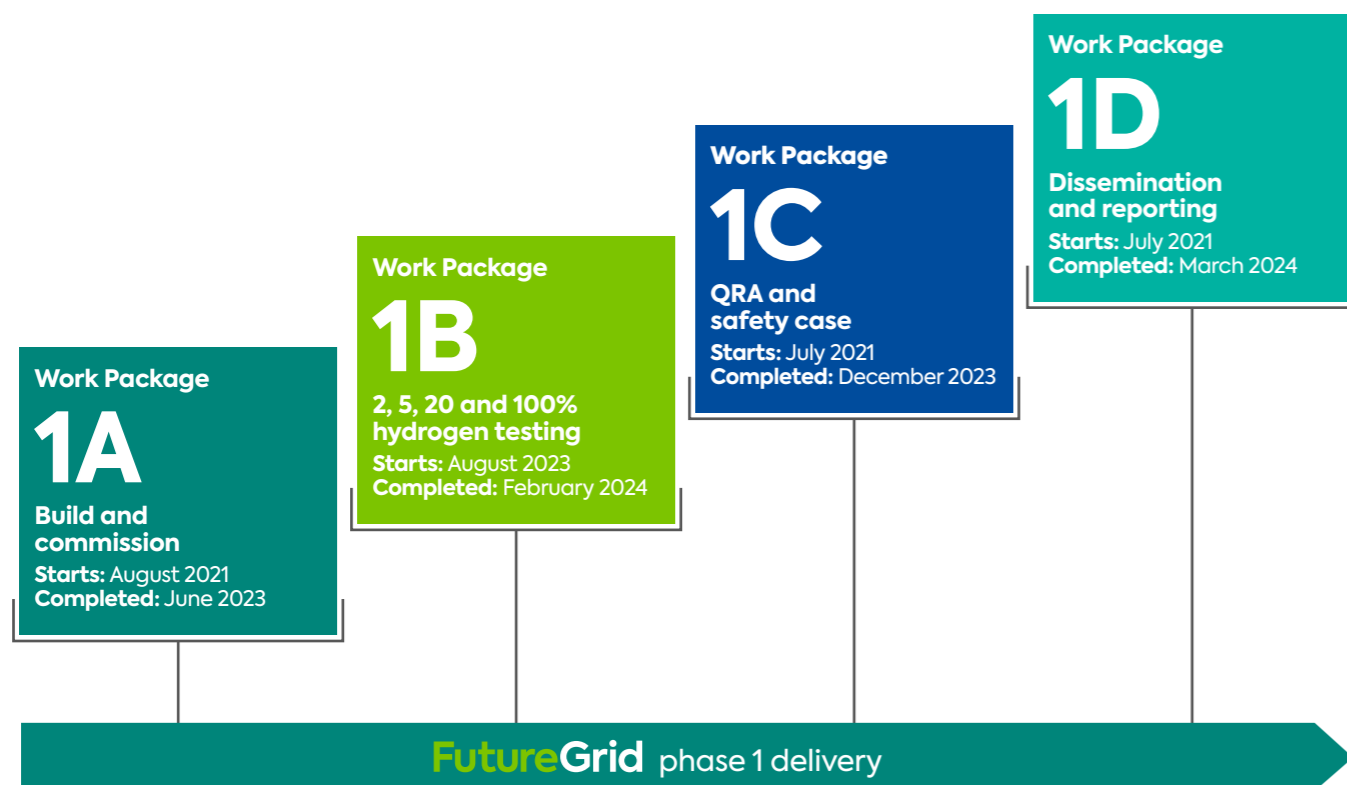 Work Package
1A
Build and
commission
Starts: August 2021
Completed: June 2023
Work Package
1B
2, 5, 20 and 100%
hydrogen testing
Starts: August 2023
Completed: February 2024
Work Package
1C
QRA and
safety case
Starts: July 2021
Completed: December 2023
Work Package
1D
Dissemination
and reporting
Starts: July 2021
Completed: March 2024
FutureGrid phase 1 delivery